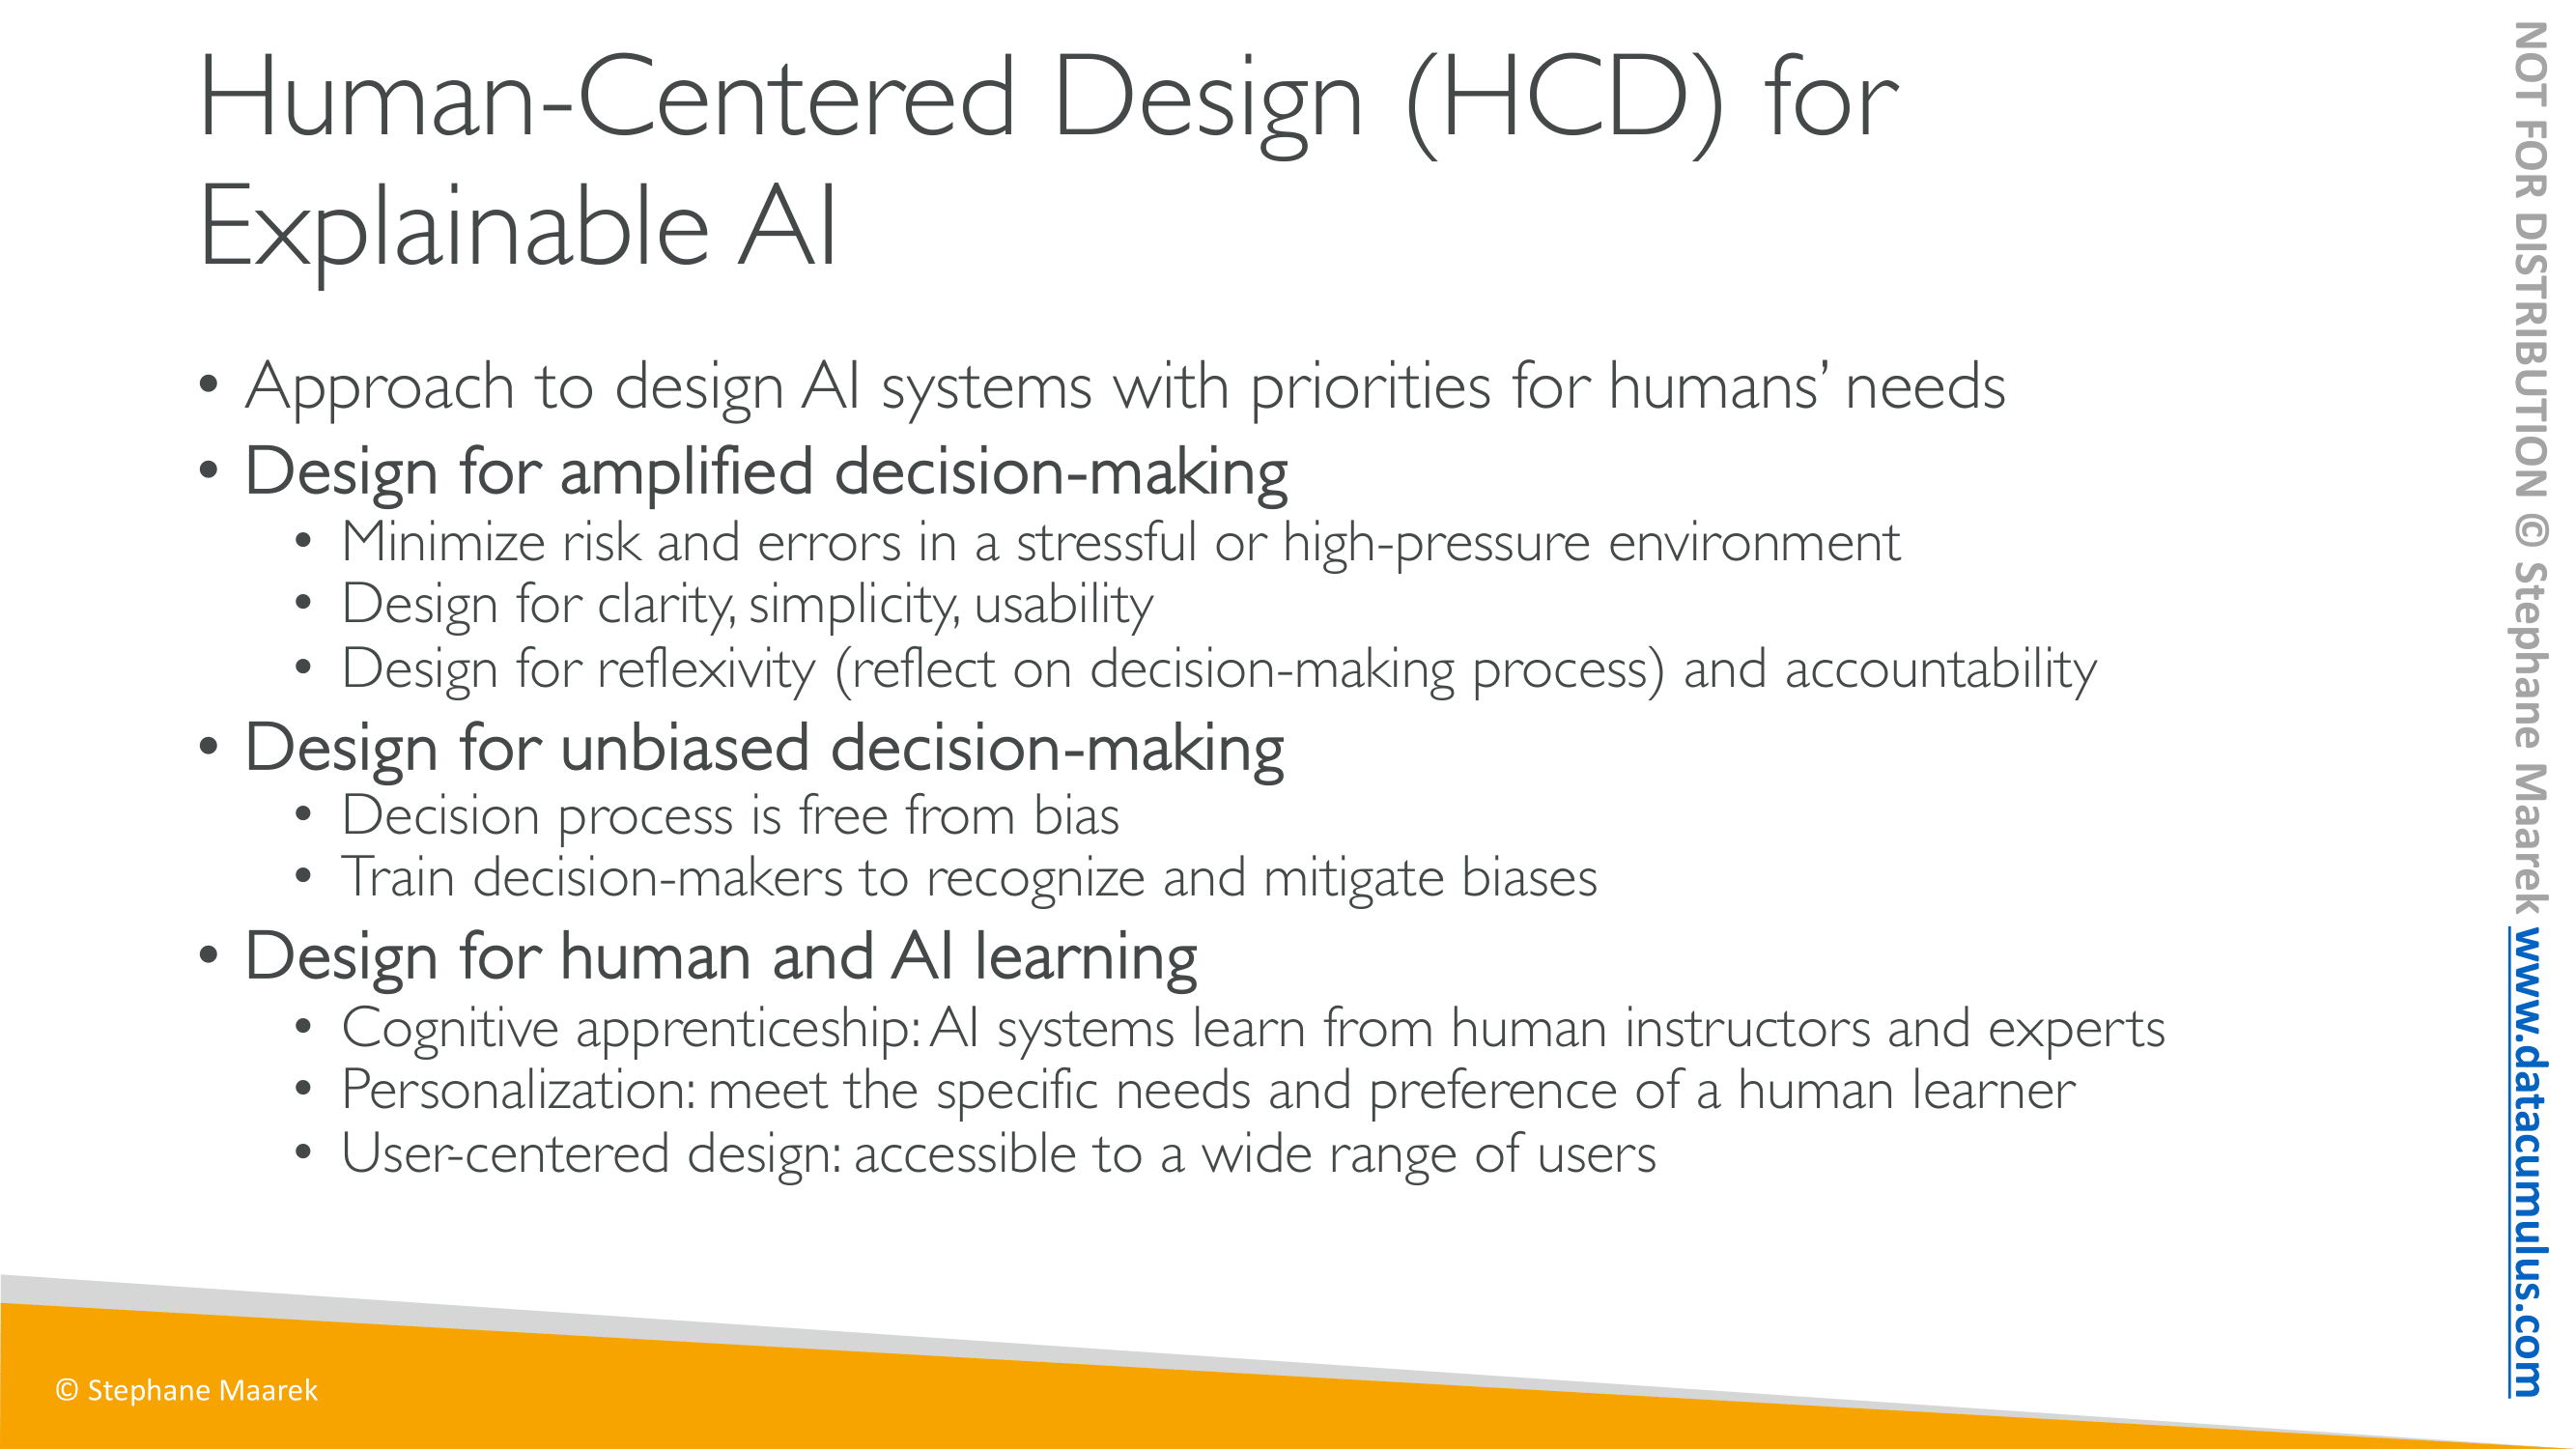 Human-Centered Design (HCD) for
Explainable AI
• Approach to design AI systems with priorities for humans’ needs
• Design for amplified decision-making
• Minimize risk and errors in a stressful or high-pressure environment
• Design for clarity, simplicity, usability
• Design for reflexivity (reflect on decision-making process) and accountability
• Design for unbiased decision-making
• Decision process is free from bias
• Train decision-makers to recognize and mitigate biases
• Design for human and AI learning
• Cognitive apprenticeship: AI systems learn from human instructors and experts
• Personalization: meet the specific needs and preference of a human learner
• User-centered design: accessible to a wide range of users
© Stephane Maarek
NOT FOR DISTRIBUTION © Stephane Maarek www.datacumulus.com